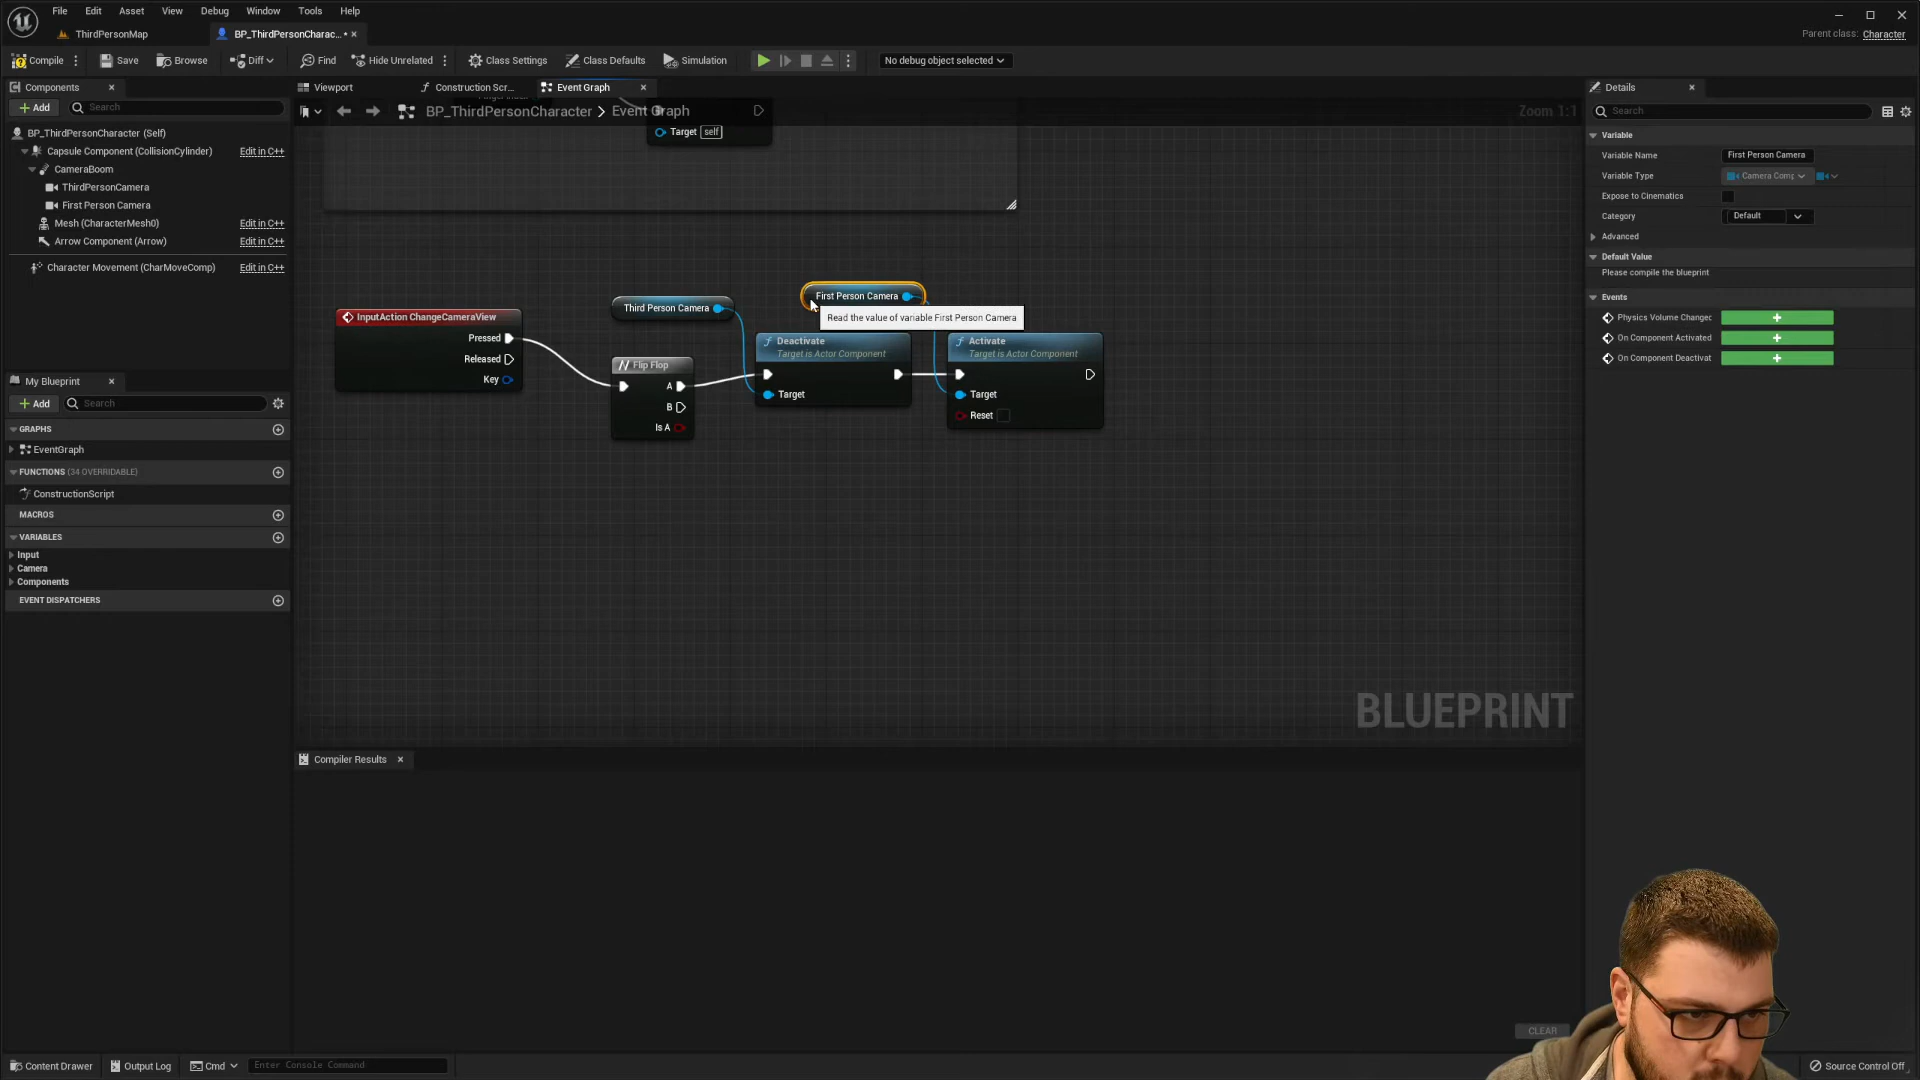 File Edit Asset View Debug Window Tools Help
ThirdPersonMap BP_ThirdPersonCharac... •
Parent class: Character
Compile Save Browse Diff Find Hide Unrelated Class Settings Class Defaults Simulation No debug object selected
Components
Add Search
BP_ThirdPersonCharacter (Self)
Capsule Component (CollisionCylinder) Edit in C++
CameraBoom
ThirdPersonCamera
First Person Camera
Mesh (CharacterMesh0) Edit in C++
Arrow Component (Arrow) Edit in C++
Character Movement (CharMoveComp) Edit in C++
My Blueprint
Add Search
GRAPHS
EventGraph
FUNCTIONS (34 OVERRIDABLE)
ConstructionScript
MACROS
VARIABLES
Input
Camera
Components
EVENT DISPATCHERS
Viewport Construction Scr... Event Graph
BP_ThirdPersonCharacter > Event Graph
Zoom 1:1
Target self
InputAction ChangeCameraView
Pressed
Released
Key
Third Person Camera
Flip Flop
A
B
Is A
First Person Camera
Read the value of variable First Person Camera
Deactivate
Target is Actor Component
Target
Activate
Target is Actor Component
Target
Reset
BLUEPRINT
Compiler Results
CLEAR
Details
Search
Variable
Variable Name First Person Camera
Variable Type Camera Comp
Expose to Cinematics
Category Default
Advanced
Default Value
Please compile the blueprint
Events
Physics Volume Changed
On Component Activated
On Component Deactivat
Content Drawer Output Log Cmd Enter Console Command
Source Control Off